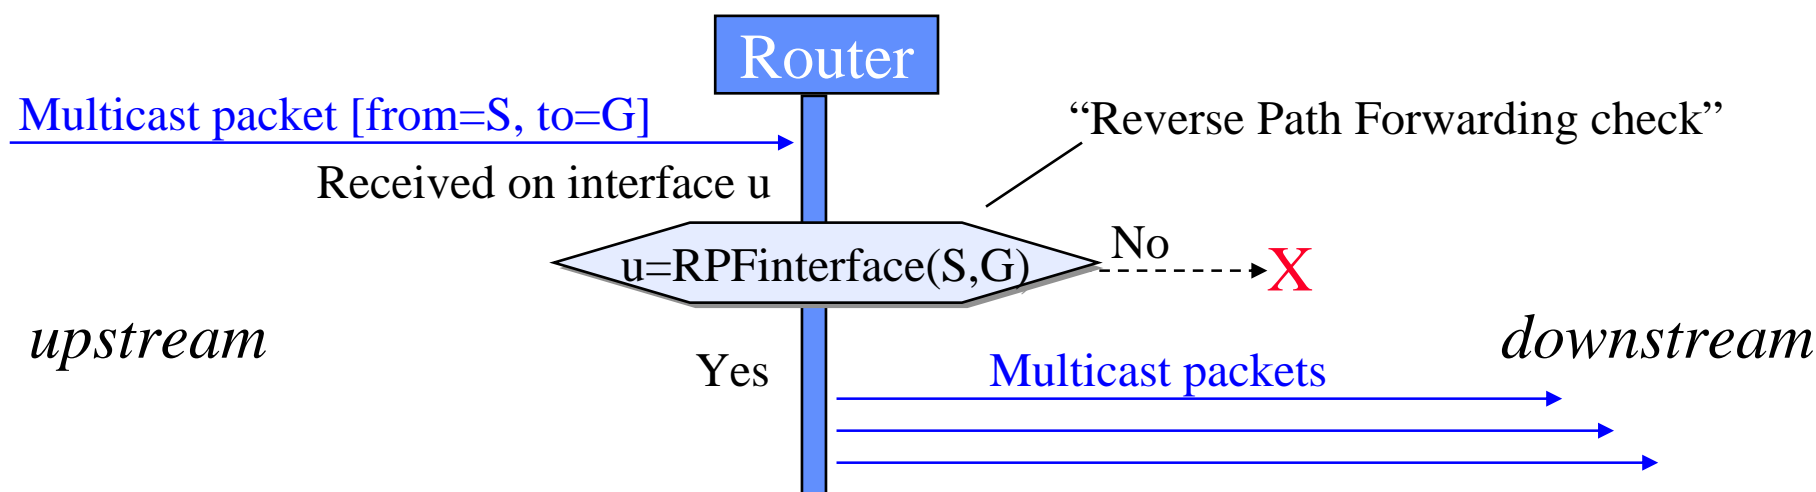 Router
Multicast packet [from=S, to=G]
“Reverse Path Forwarding check”
Received on interface u
u=RPFinterface(S,G)
No
X
upstream
downstream
Yes
Multicast packets